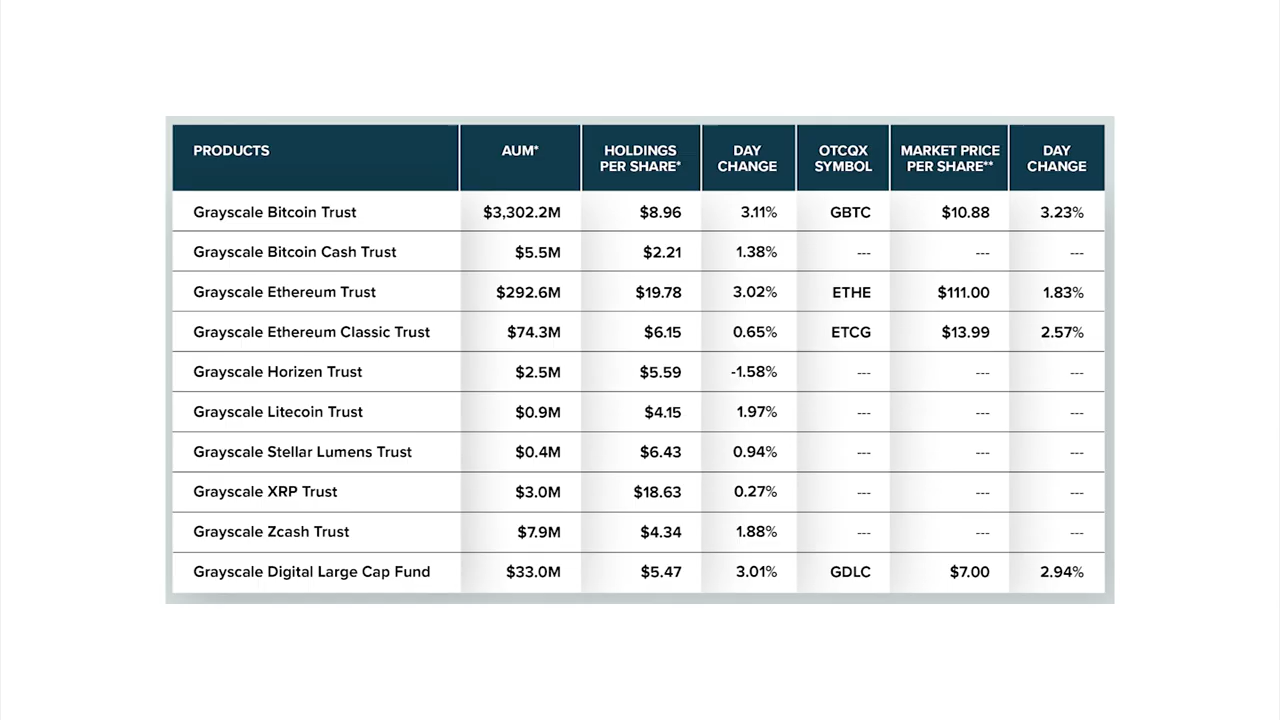 PRODUCTS AUM* HOLDINGS PER SHARE* DAY CHANGE OTCQX SYMBOL MARKET PRICE PER SHARE** DAY CHANGE
Grayscale Bitcoin Trust $3,302.2M $8.96 3.11% GBTC $10.88 3.23%
Grayscale Bitcoin Cash Trust $5.5M $2.21 1.38% --- --- ---
Grayscale Ethereum Trust $292.6M $19.78 3.02% ETHE $111.00 1.83%
Grayscale Ethereum Classic Trust $74.3M $6.15 0.65% ETCG $13.99 2.57%
Grayscale Horizen Trust $2.5M $5.59 -1.58% --- --- ---
Grayscale Litecoin Trust $0.9M $4.15 1.97% --- --- ---
Grayscale Stellar Lumens Trust $0.4M $6.43 0.94% --- --- ---
Grayscale XRP Trust $3.0M $18.63 0.27% --- --- ---
Grayscale Zcash Trust $7.9M $4.34 1.88% --- --- ---
Grayscale Digital Large Cap Fund $33.0M $5.47 3.01% GDLC $7.00 2.94%